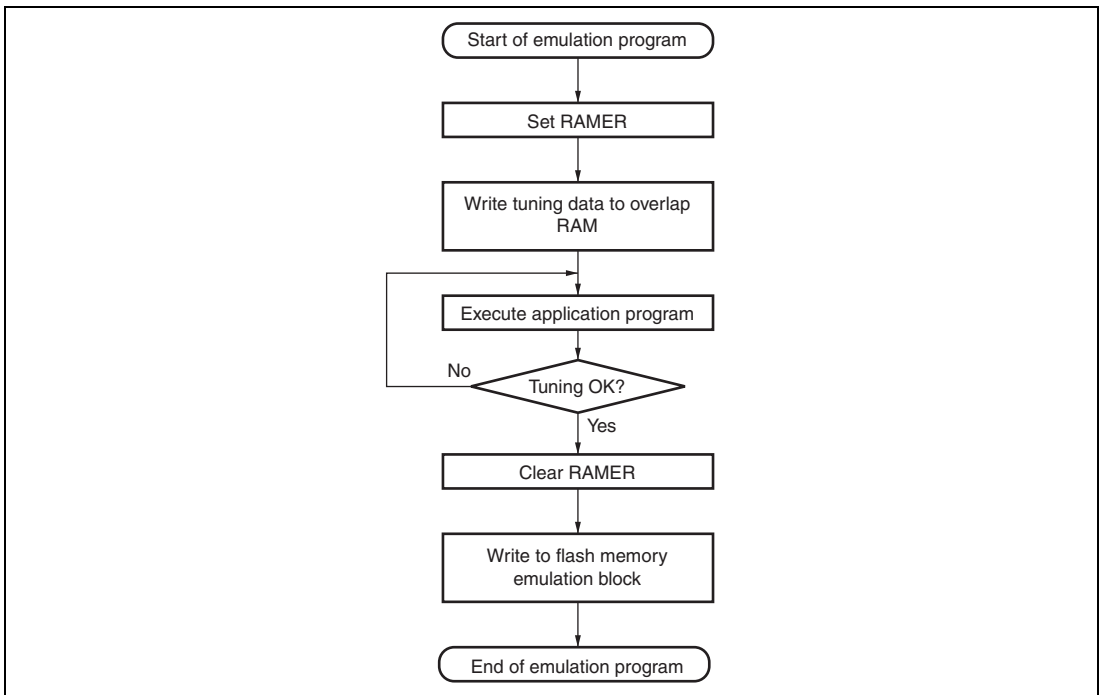 Start of emulation program
Set RAMER
Write tuning data to overlap
RAM
Execute application program
No
Tuning OK?
Yes
Clear RAMER
Write to flash memory
emulation block
End of emulation program